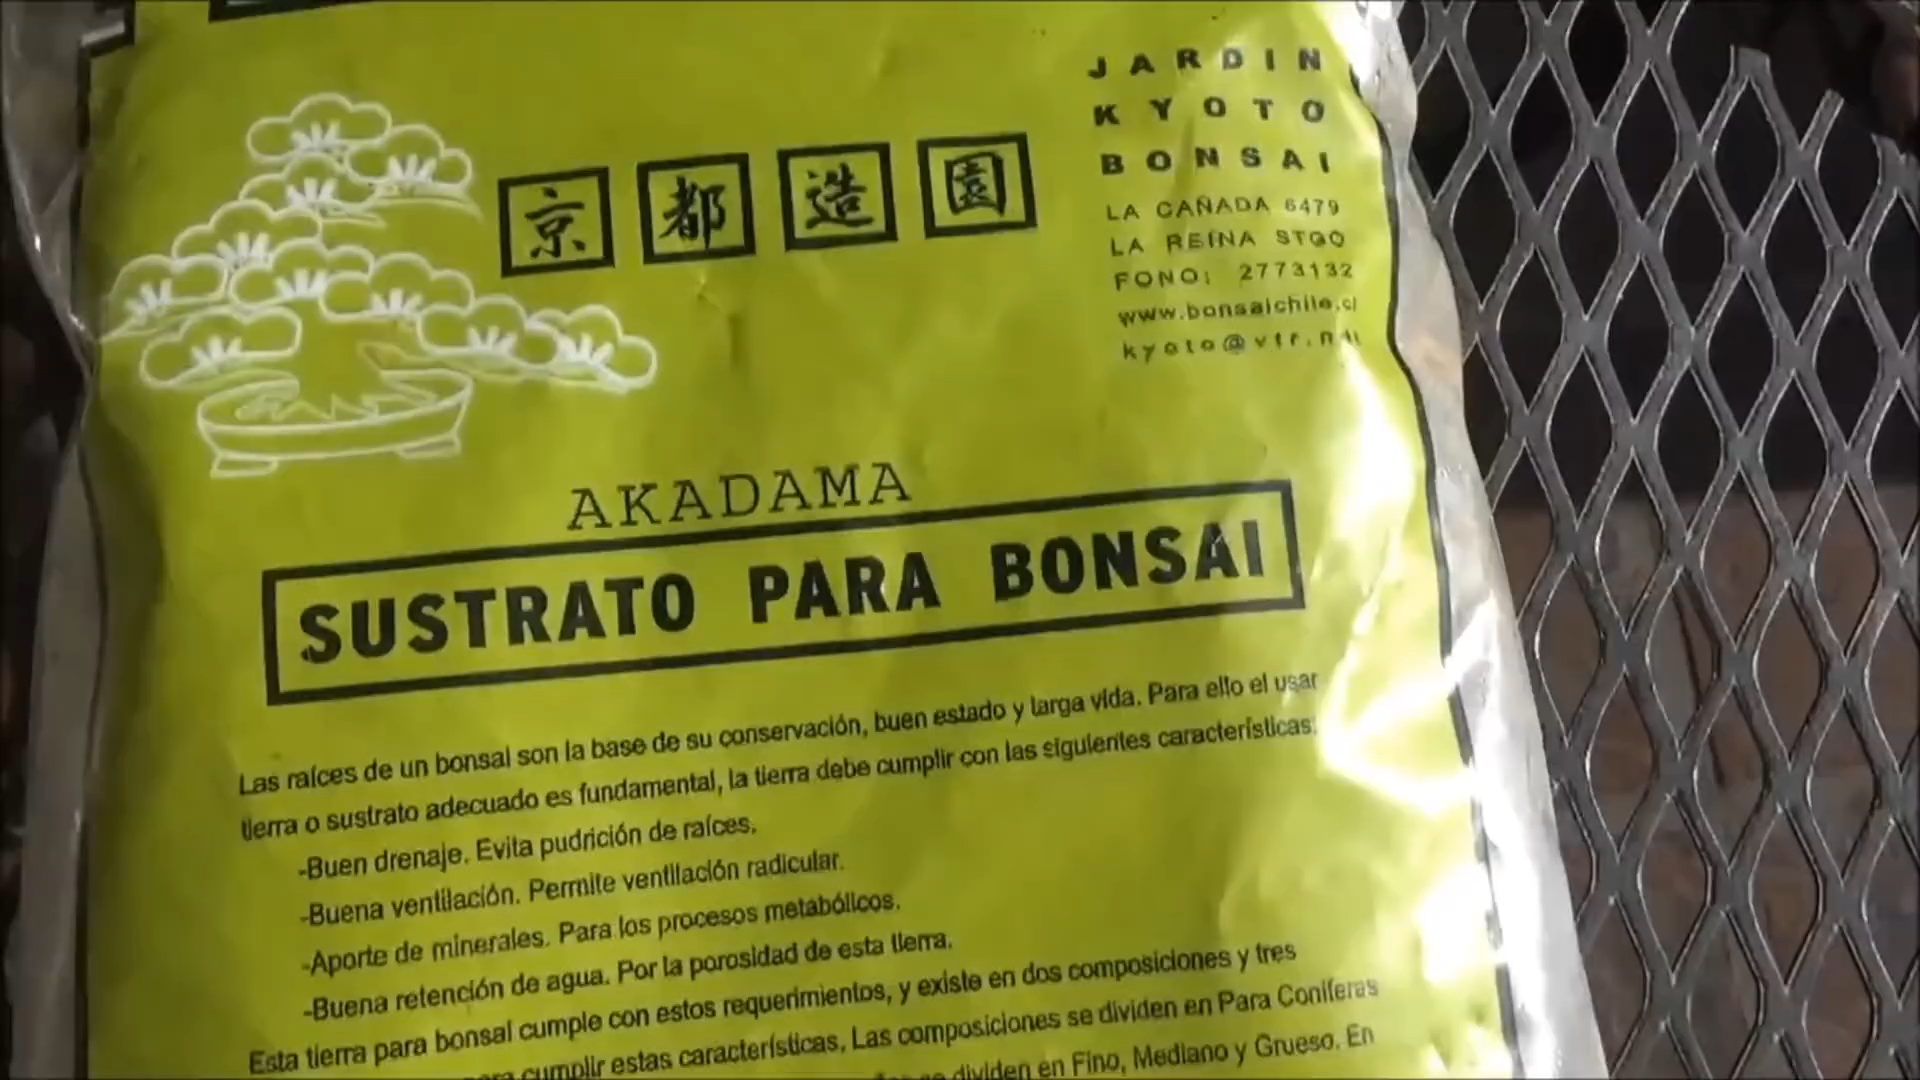 京都造園
JARDIN
KYOTO
BONSAI
LA CAÑADA 6479
LA REINA STGO
FONO: 2773132
www.bonsaichile.cl
kyoto@vtr.net
AKADAMA
SUSTRATO PARA BONSAI
Las raíces de un bonsai son la base de su conservación, buen estado y larga vida. Para ello el usar
tierra o sustrato adecuado es fundamental, la tierra debe cumplir con las siguientes características:
-Buen drenaje. Evita pudrición de raíces.
-Buena ventilación. Permite ventilación radicular.
-Aporte de minerales. Para los procesos metabólicos.
-Buena retención de agua. Por la porosidad de esta tierra.
Esta tierra para bonsai cumple con estos requerimientos, y existe en dos composiciones y tres
cumplir estas características. Las composiciones se dividen en Para Coníferas
se dividen en Fino, Mediano y Grueso. En